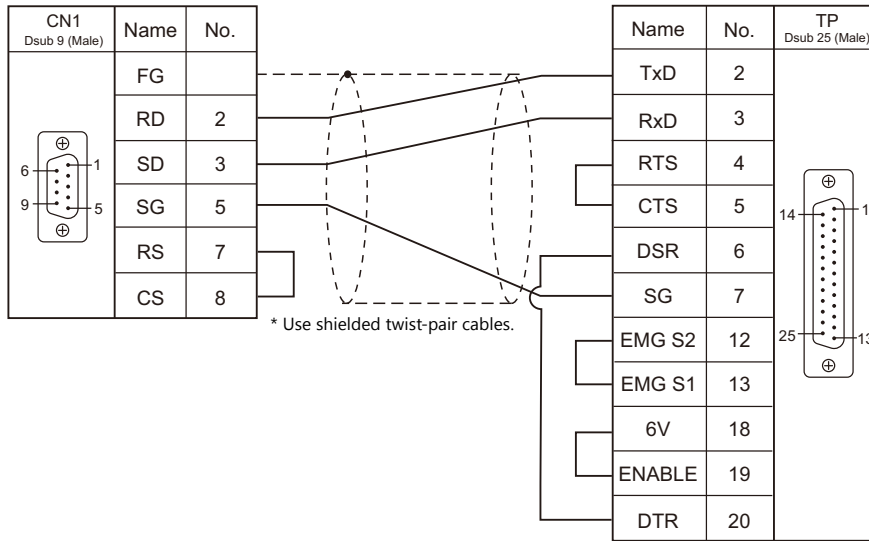 CN1
Dsub 9 (Male)
Name
No.
FG
RD 2
SD 3
SG 5
RS 7
CS 8
6
1
9
5
* Use shielded twist-pair cables.
Name
No.
TP
Dsub 25 (Male)
TxD 2
RxD 3
RTS 4
CTS 5
DSR 6
SG 7
EMG S2 12
EMG S1 13
6V 18
ENABLE 19
DTR 20
14
1
25
13